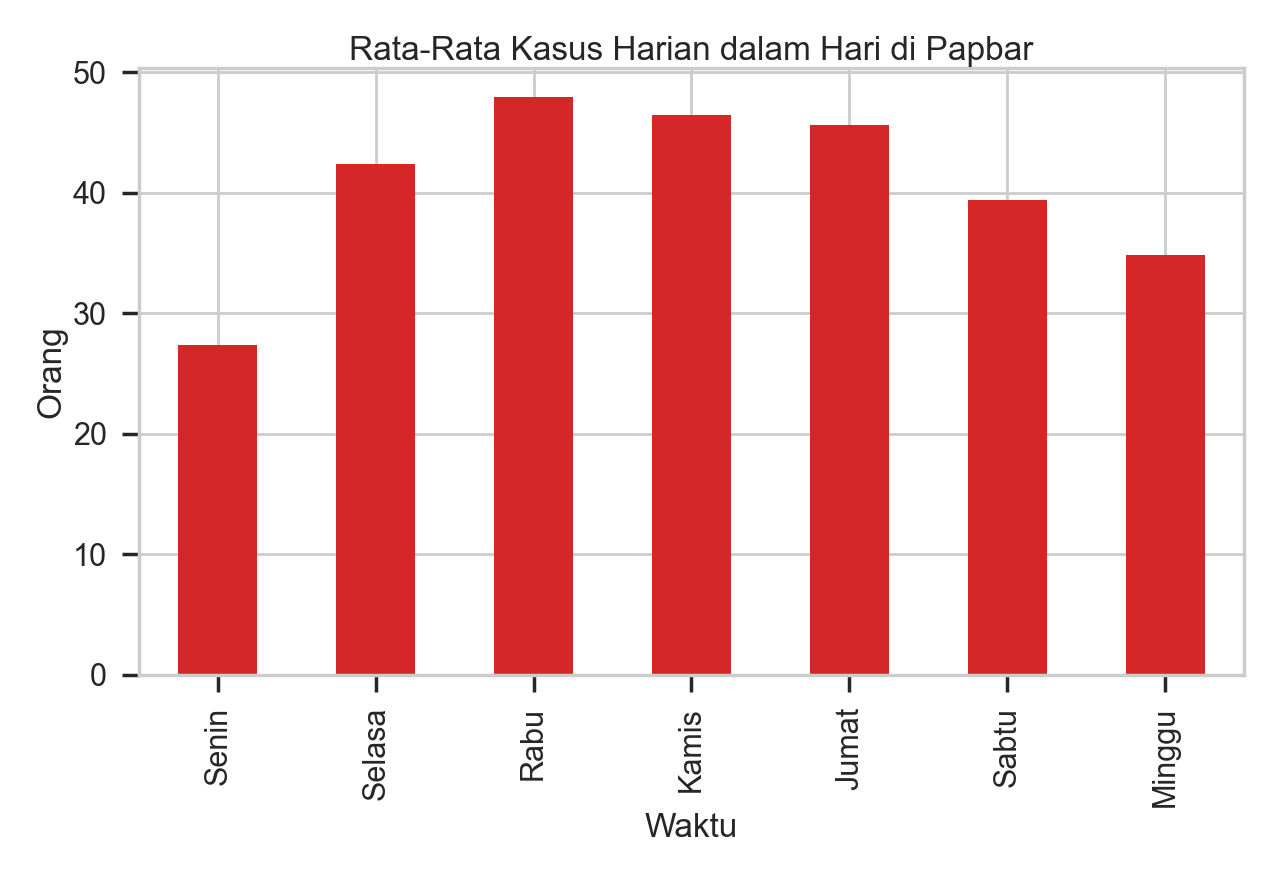 Rata-Rata Kasus Harian dalam Hari di Papbar
50
40
30
20
10
0
Orang
Senin
Selasa
Rabu
Kamis
Jumat
Sabtu
Minggu
Waktu